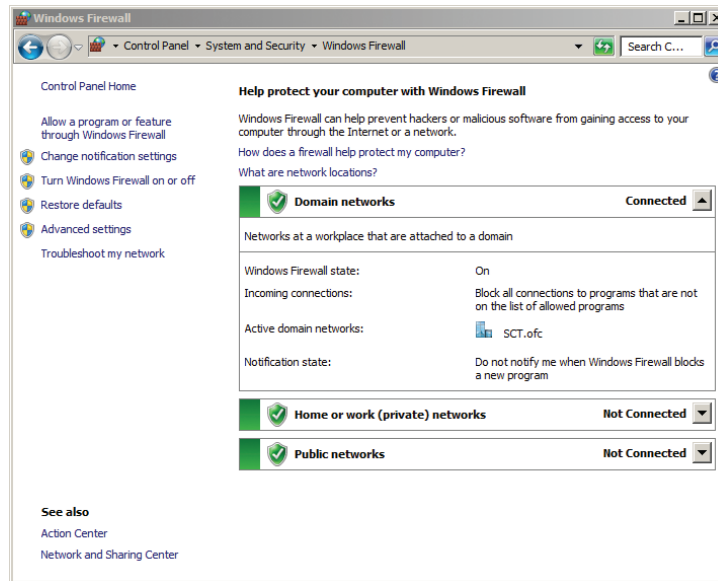 Windows Firewall
Control Panel
System and Security
Windows Firewall
Search C...
Control Panel Home
Allow a program or feature
through Windows Firewall
Change notification settings
Turn Windows Firewall on or off
Restore defaults
Advanced settings
Troubleshoot my network
See also
Action Center
Network and Sharing Center
Help protect your computer with Windows Firewall
Windows Firewall can help prevent hackers or malicious software from gaining access to your
computer through the Internet or a network.
How does a firewall help protect my computer?
What are network locations?
Domain networks Connected
Networks at a workplace that are attached to a domain
Windows Firewall state: On
Incoming connections: Block all connections to programs that are not
on the list of allowed programs
Active domain networks: SCT.ofc
Notification state: Do not notify me when Windows Firewall blocks
a new program
Home or work (private) networks Not Connected
Public networks Not Connected